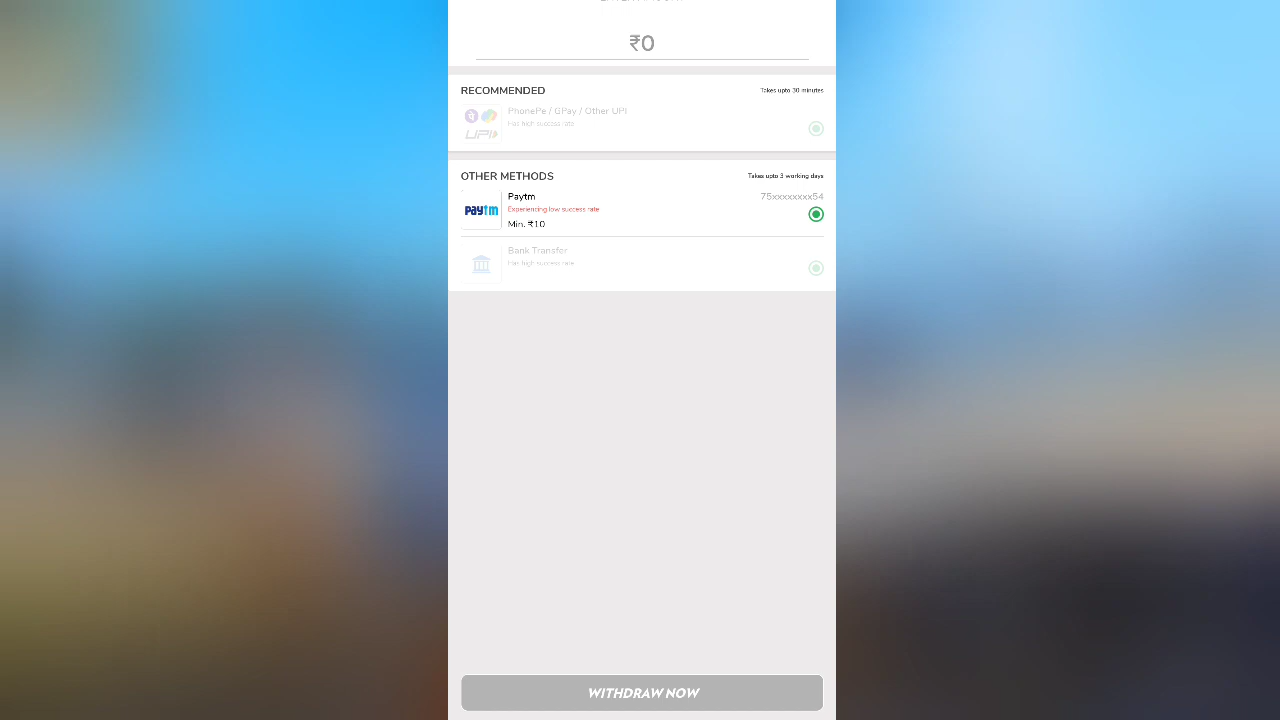 ₹0
RECOMMENDED
Takes upto 30 minutes
PhonePe / GPay / Other UPI
Has high success rate
UPI
OTHER METHODS
Takes upto 3 working days
Paytm
75xxxxxxxx54
paytm
Experiencing low success rate
Min. ₹10
Bank Transfer
Has high success rate
WITHDRAW NOW